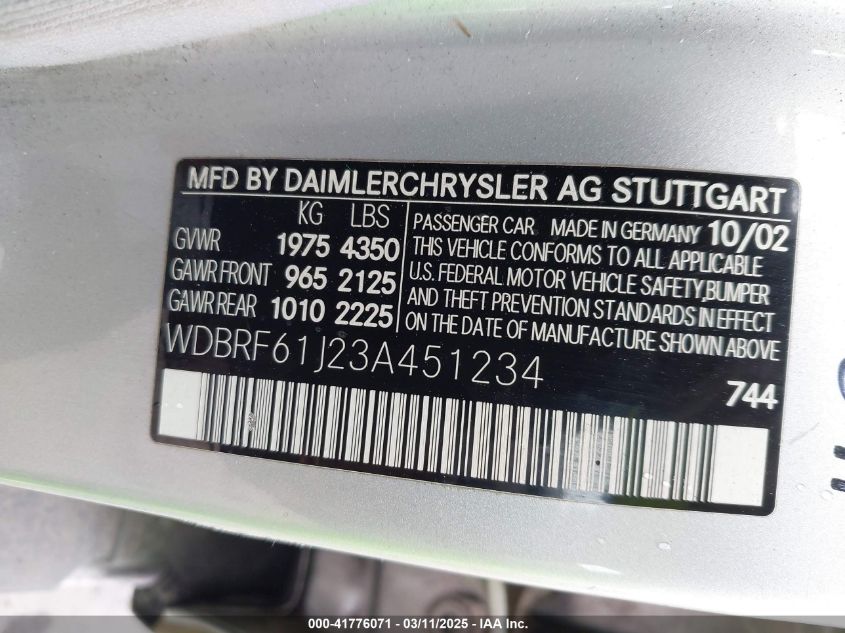 MFD BY DAIMLERCHRYSLER AG STUTTGART
KG LBS
GVWR 1975 4350
GAWR FRONT 965 2125
GAWR REAR 1010 2225
PASSENGER CAR MADE IN GERMANY 10/02
THIS VEHICLE CONFORMS TO ALL APPLICABLE
U.S. FEDERAL MOTOR VEHICLE SAFETY,BUMPER
AND THEFT PREVENTION STANDARDS IN EFFECT
ON THE DATE OF MANUFACTURE SHOWN ABOVE.
WDBRF61J23A451234
744
000-41776071 - 03/11/2025 - IAA Inc.